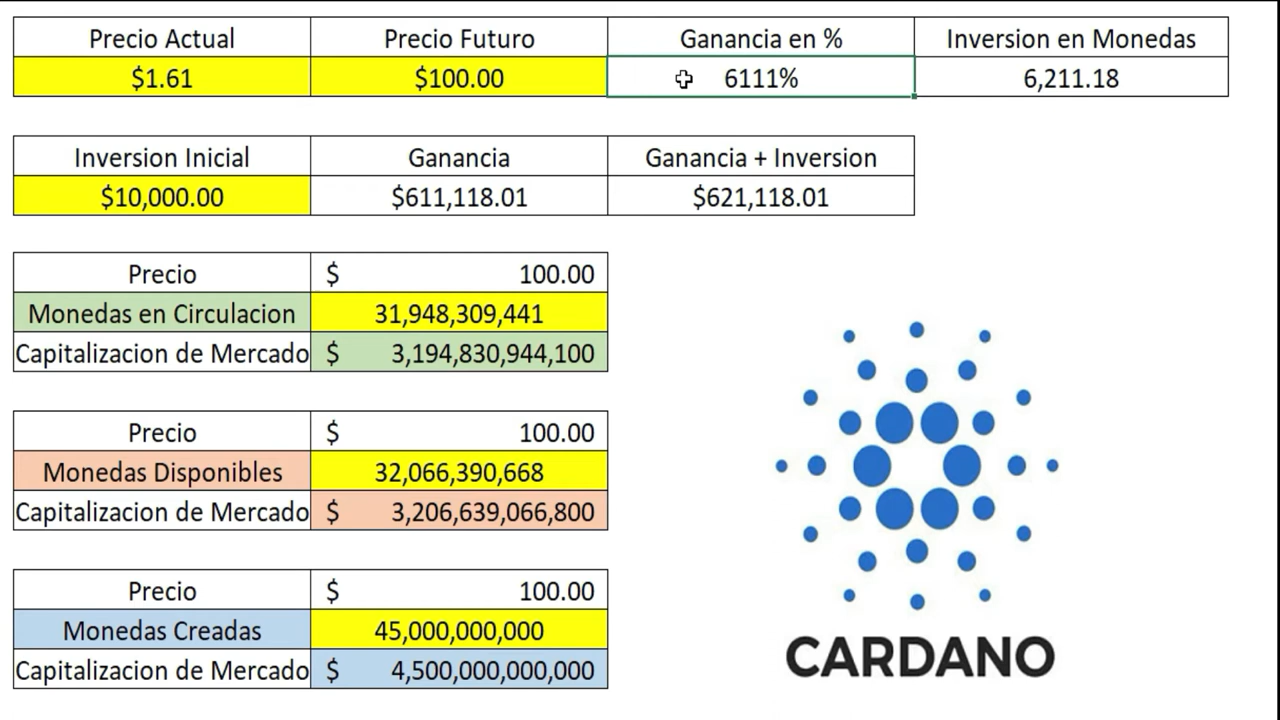 Precio Actual Precio Futuro Ganancia en % Inversion en Monedas
$1.61 $100.00 6111% 6,211.18
Inversion Inicial Ganancia Ganancia + Inversion
$10,000.00 $611,118.01 $621,118.01
Precio $ 100.00
Monedas en Circulacion 31,948,309,441
Capitalizacion de Mercado $ 3,194,830,944,100
Precio $ 100.00
Monedas Disponibles 32,066,390,668
Capitalizacion de Mercado $ 3,206,639,066,800
Precio $ 100.00
Monedas Creadas 45,000,000,000
Capitalizacion de Mercado $ 4,500,000,000,000
CARDANO